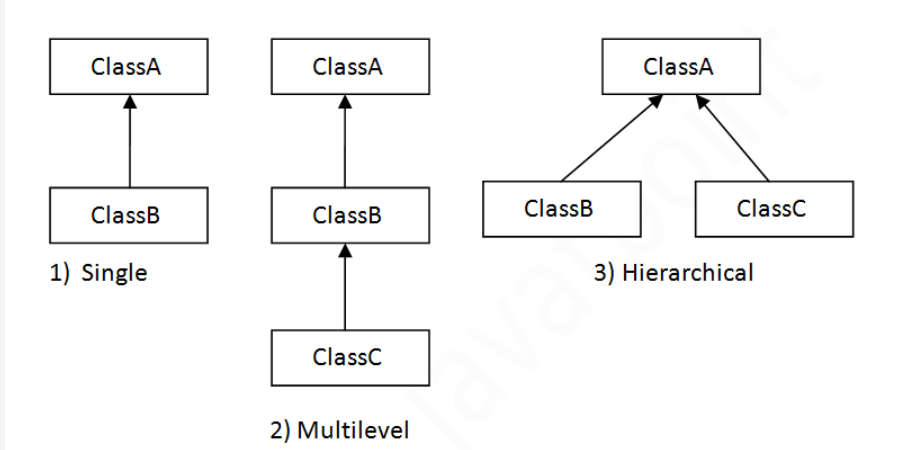 ClassA
ClassB
1) Single
ClassA
ClassB
ClassC
2) Multilevel
ClassA
ClassB
ClassC
3) Hierarchical